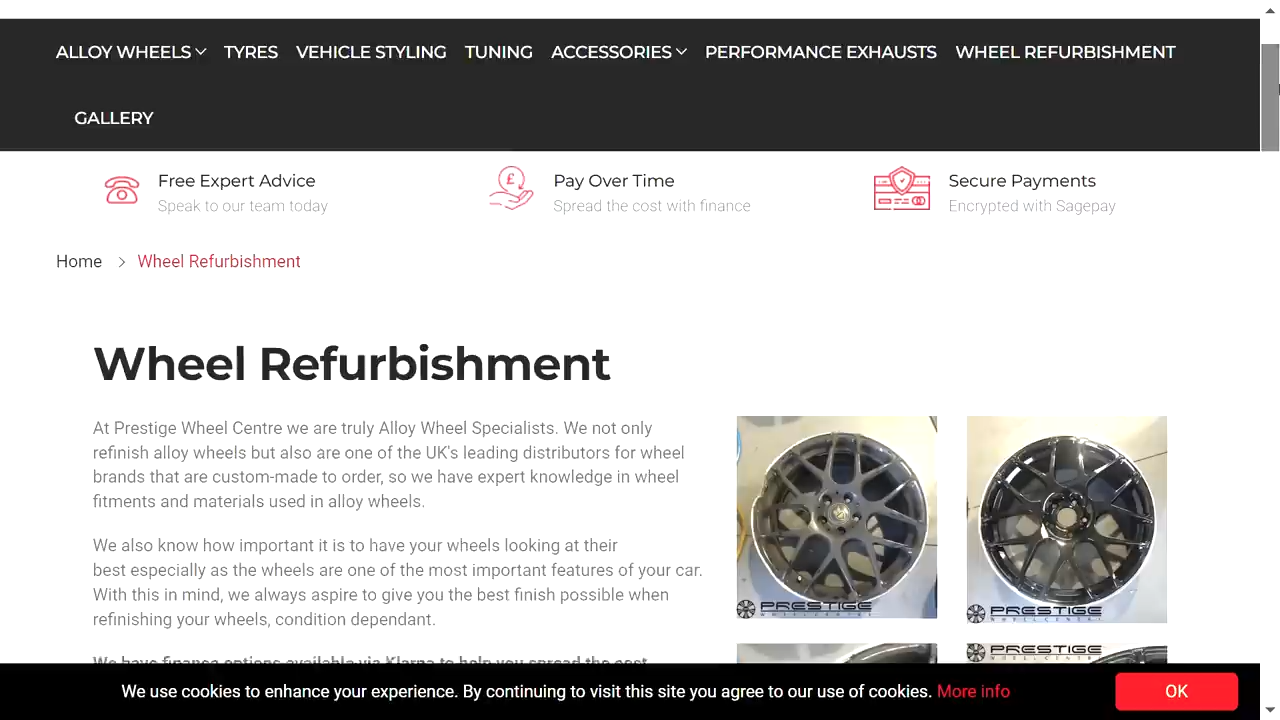 ALLOY WHEELS TYRES VEHICLE STYLING TUNING ACCESSORIES PERFORMANCE EXHAUSTS WHEEL REFURBISHMENT
GALLERY
Free Expert Advice
Speak to our team today
Pay Over Time
Spread the cost with finance
Secure Payments
Encrypted with Sagepay
Home > Wheel Refurbishment
Wheel Refurbishment
At Prestige Wheel Centre we are truly Alloy Wheel Specialists. We not only
refinish alloy wheels but also are one of the UK's leading distributors for wheel
brands that are custom-made to order, so we have expert knowledge in wheel
fitments and materials used in alloy wheels.
We also know how important it is to have your wheels looking at their
best especially as the wheels are one of the most important features of your car.
With this in mind, we always aspire to give you the best finish possible when
refinishing your wheels, condition dependant.
We have finance options available via Klarna to help you spread the cost
PRESTIGE
WHEEL CENTRE
PRESTIGE
WHEEL CENTRE
PRESTIGE
WHEEL CENTRE
We use cookies to enhance your experience. By continuing to visit this site you agree to our use of cookies. More info
OK